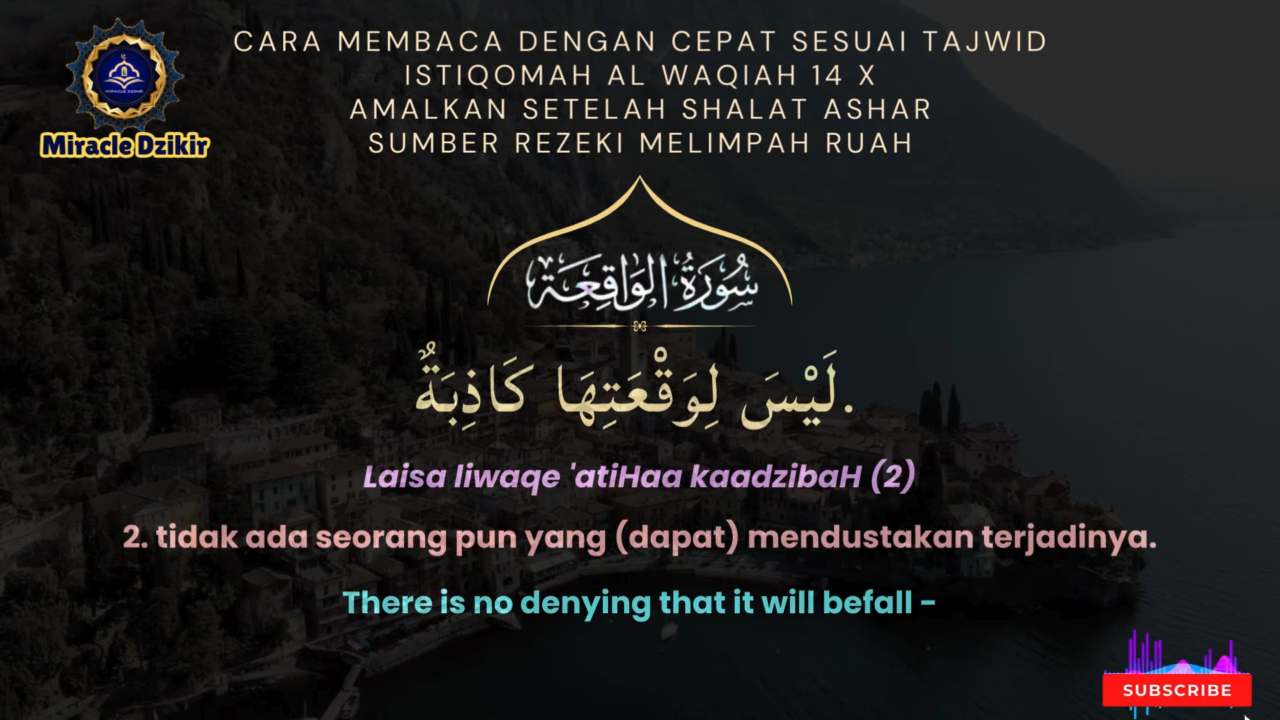 CARA MEMBACA DENGAN CEPAT SESUAI TAJWID
ISTIQOMAH AL WAQIAH 14 X
AMALKAN SETELAH SHALAT ASHAR
SUMBER REZEKI MELIMPAH RUAH
MIRACLE DZIKIR
Miracle Dzikir
سُورَةُ الوَاقِعَة
.لَيْسَ لِوَقْعَتِهَا كَاذِبَةٌ
Laisa liwaqe 'atiHaa kaadzibaH (2)
2. tidak ada seorang pun yang (dapat) mendustakan terjadinya.
There is no denying that it will befall -
SUBSCRIBE